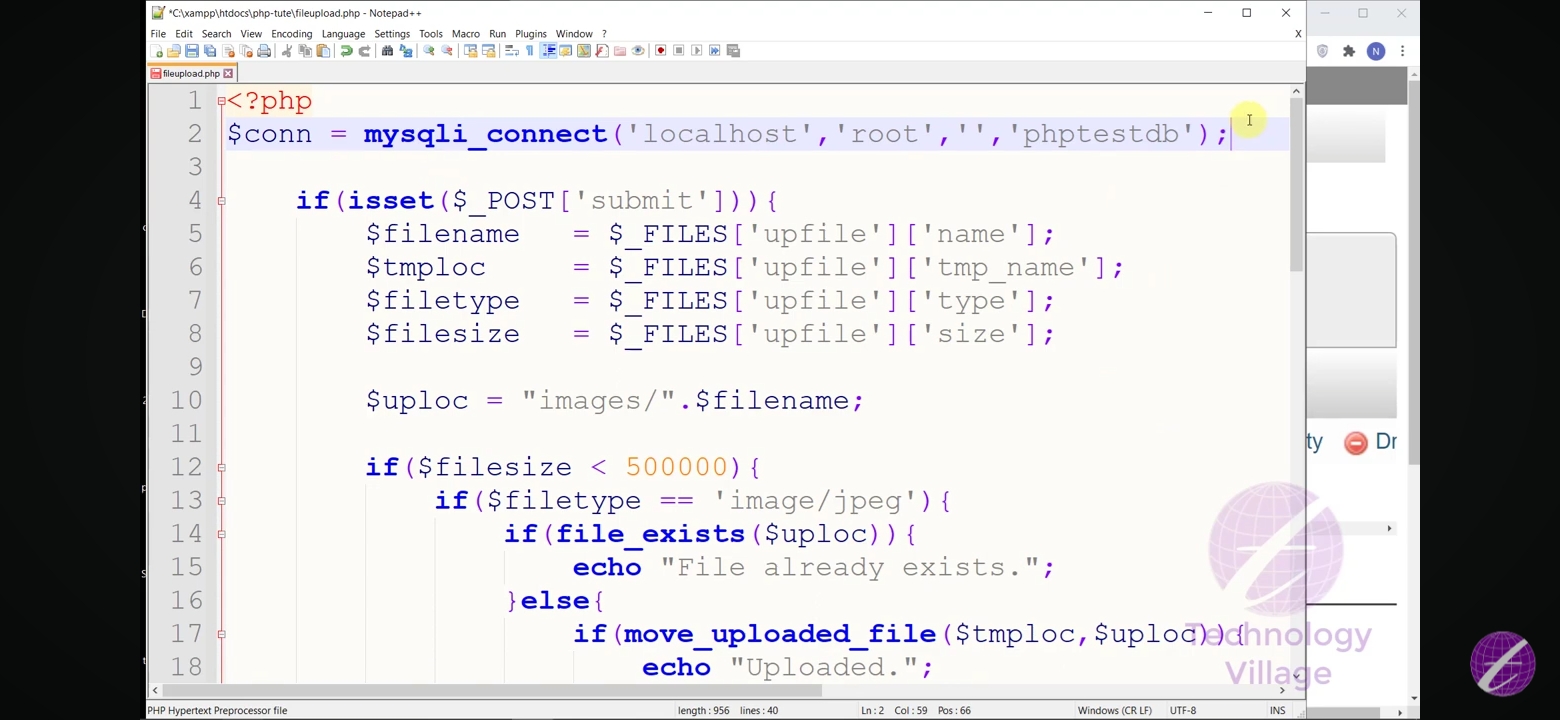 *C:\xampp\htdocs\php-tute\fileupload.php - Notepad++
File Edit Search View Encoding Language Settings Tools Macro Run Plugins Window ? X
fileupload.php
N
1 <?php
2 $conn = mysqli_connect('localhost','root','','phptestdb');
3
4 if(isset($_POST['submit'])){
5 $filename = $_FILES['upfile']['name'];
6 $tmploc = $_FILES['upfile']['tmp_name'];
7 $filetype = $_FILES['upfile']['type'];
8 $filesize = $_FILES['upfile']['size'];
9
10 $uploc = "images/".$filename;
11
12 if($filesize < 500000){
13 if($filetype == 'image/jpeg'){
14 if(file_exists($uploc)){
15 echo "File already exists.";
16 }else{
17 if(move_uploaded_file($tmploc,$uploc)){
18 echo "Uploaded.";
ty Dr
Technology
Village
PHP Hypertext Preprocessor file length : 956 lines : 40 Ln : 2 Col : 59 Pos : 66 Windows (CR LF) UTF-8 INS